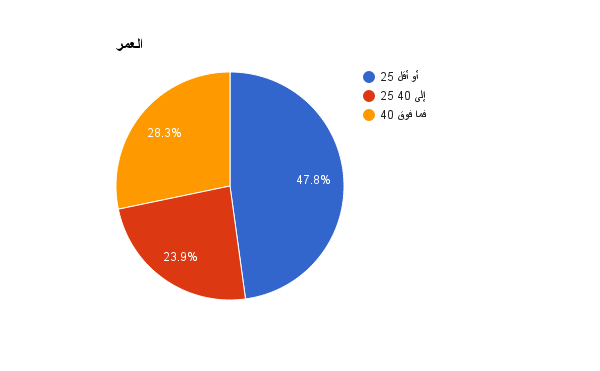 العمر
25 أو أقل
25 إلى 40
40 فما فوق
47.8%
28.3%
23.9%